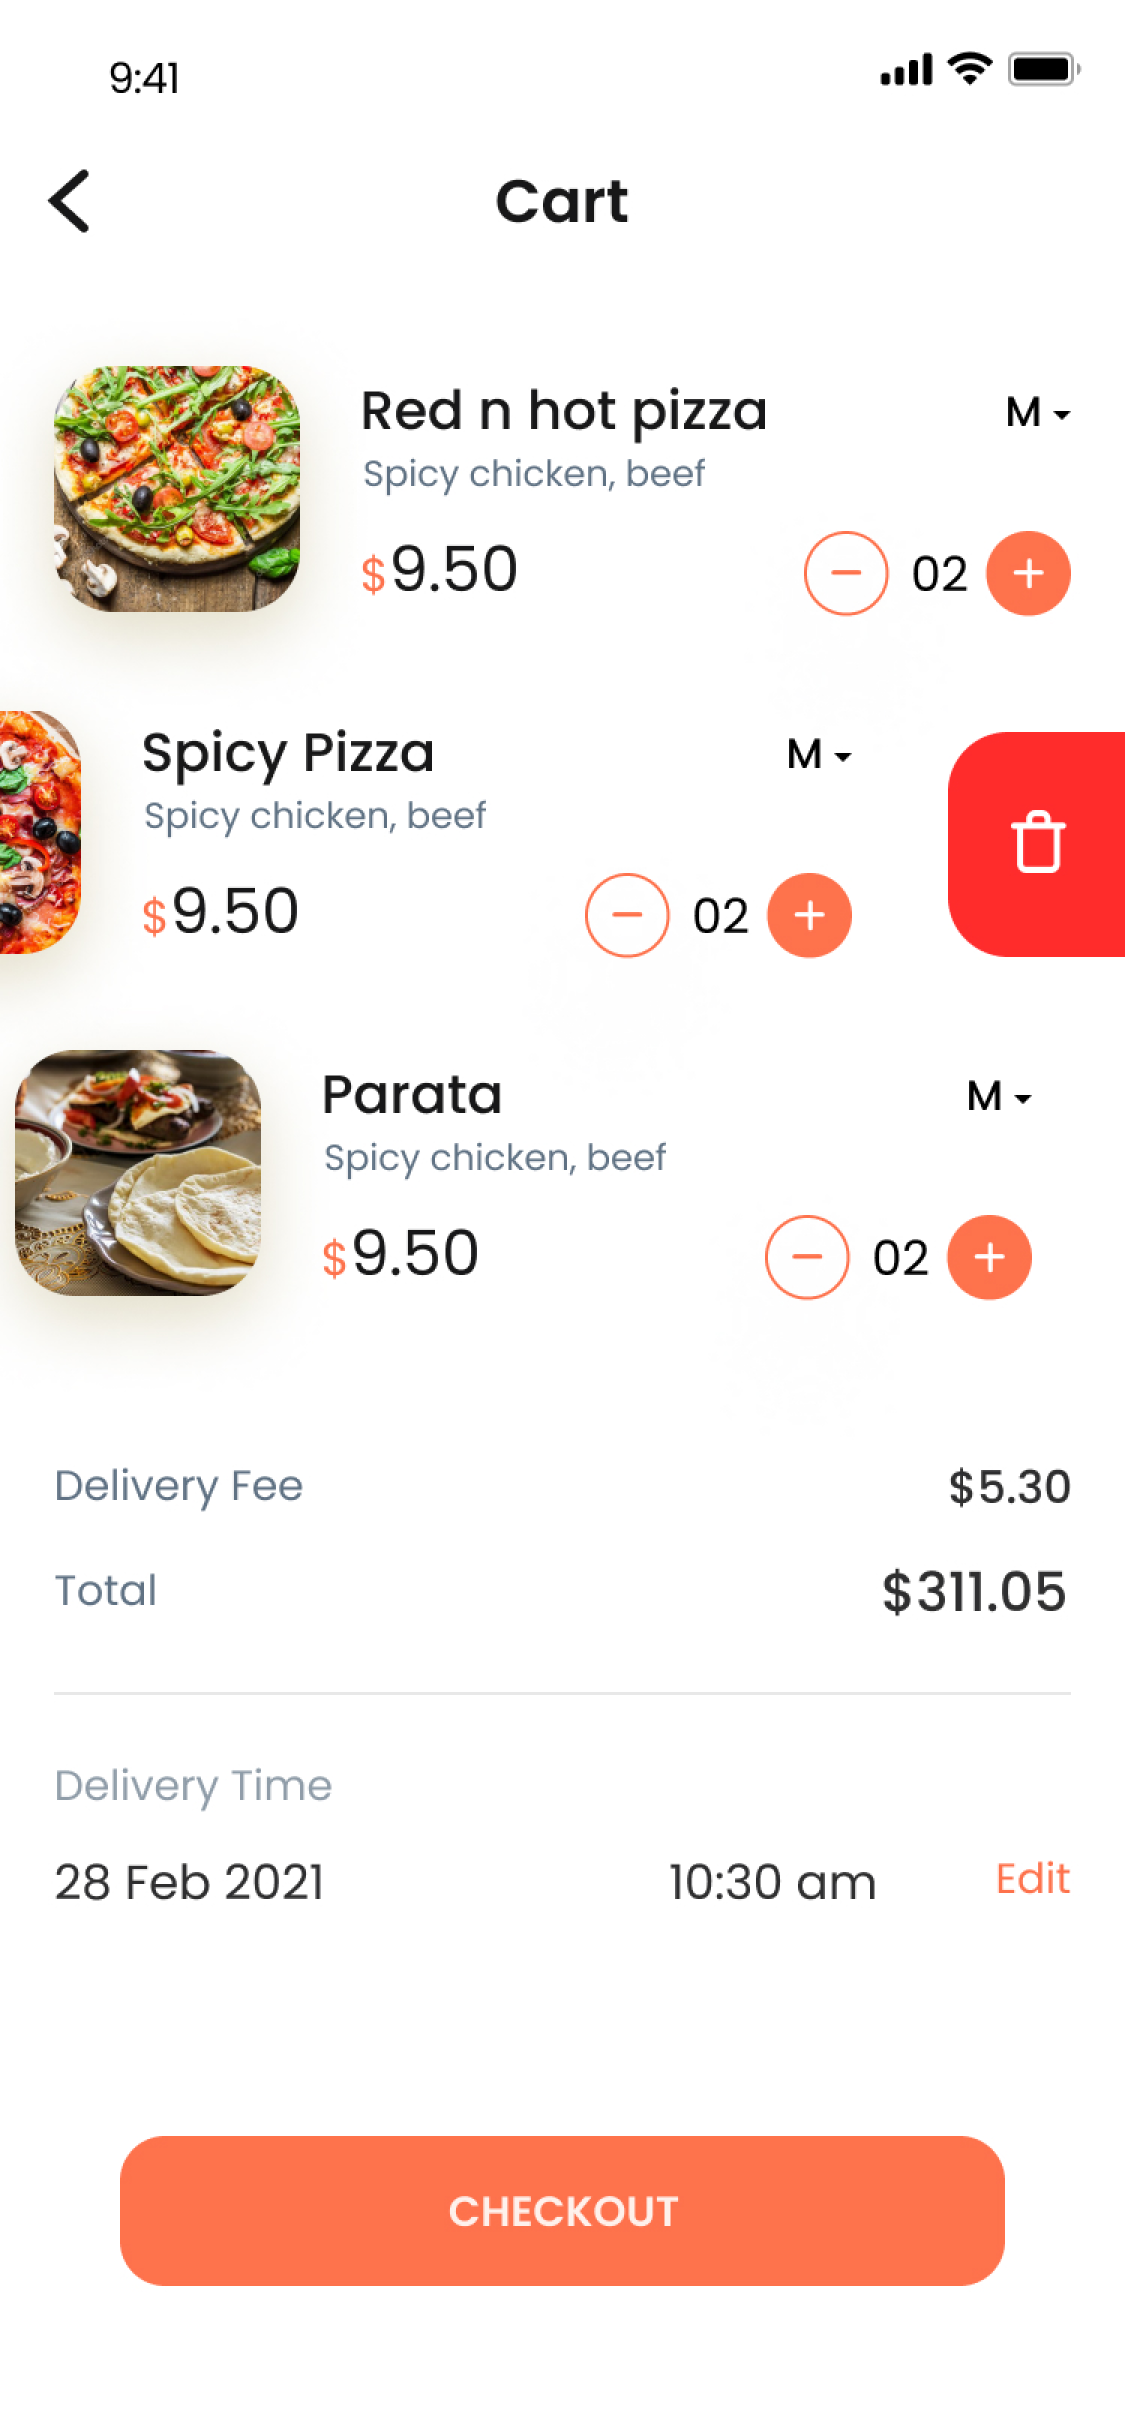 9:41
Cart
Red n hot pizza
M
Spicy chicken, beef
$9.50
02
Spicy Pizza
M
Spicy chicken, beef
$9.50
02
Parata
M
Spicy chicken, beef
$9.50
02
Delivery Fee
$5.30
Total
$311.05
Delivery Time
28 Feb 2021
10:30 am
Edit
CHECKOUT